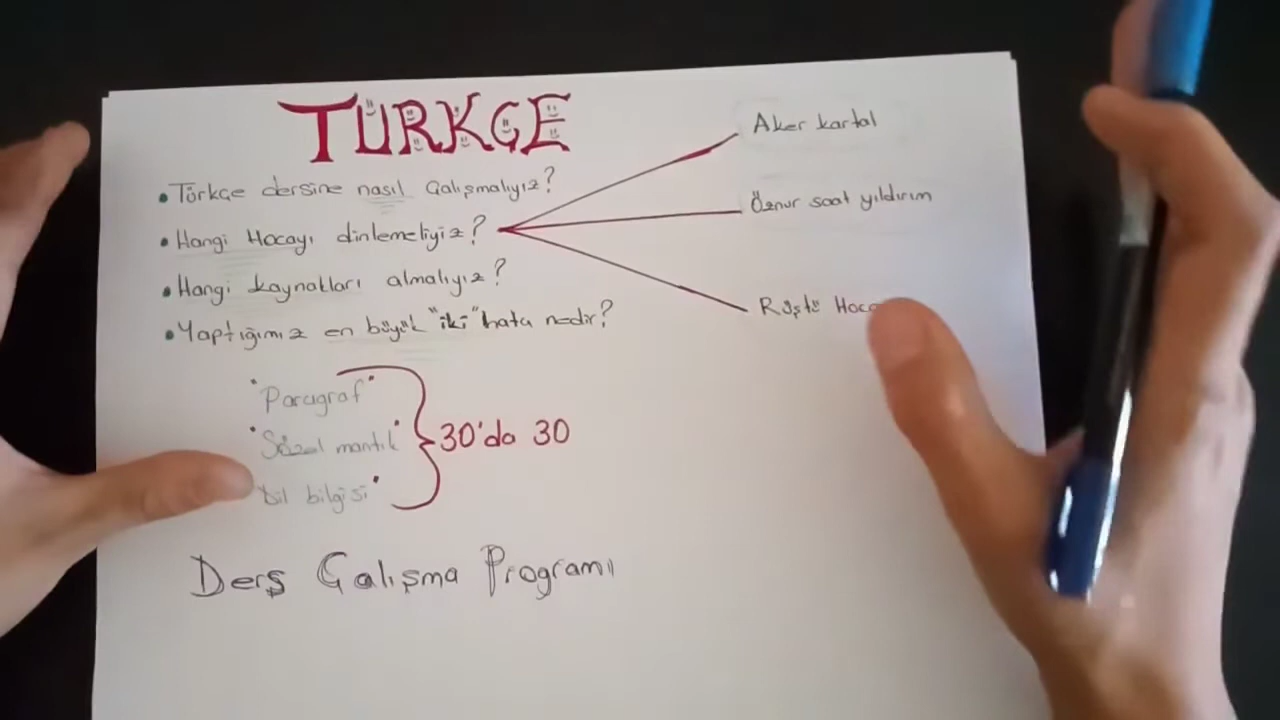 TÜRKÇE
• Türkçe dersine nasıl Çalışmalıyız?
• Hangi Hocayı dinlemeliyiz?
Aker kartal
Öznur saat yıldırım
Rüştü Hoca
• Hangi kaynakları almalıyız?
• Yaptığımız en büyük "iki" hata nedir?
"Paragraf"
"Sözel mantık"
"Dil bilgisi"
30'da 30
Ders Çalışma Programı